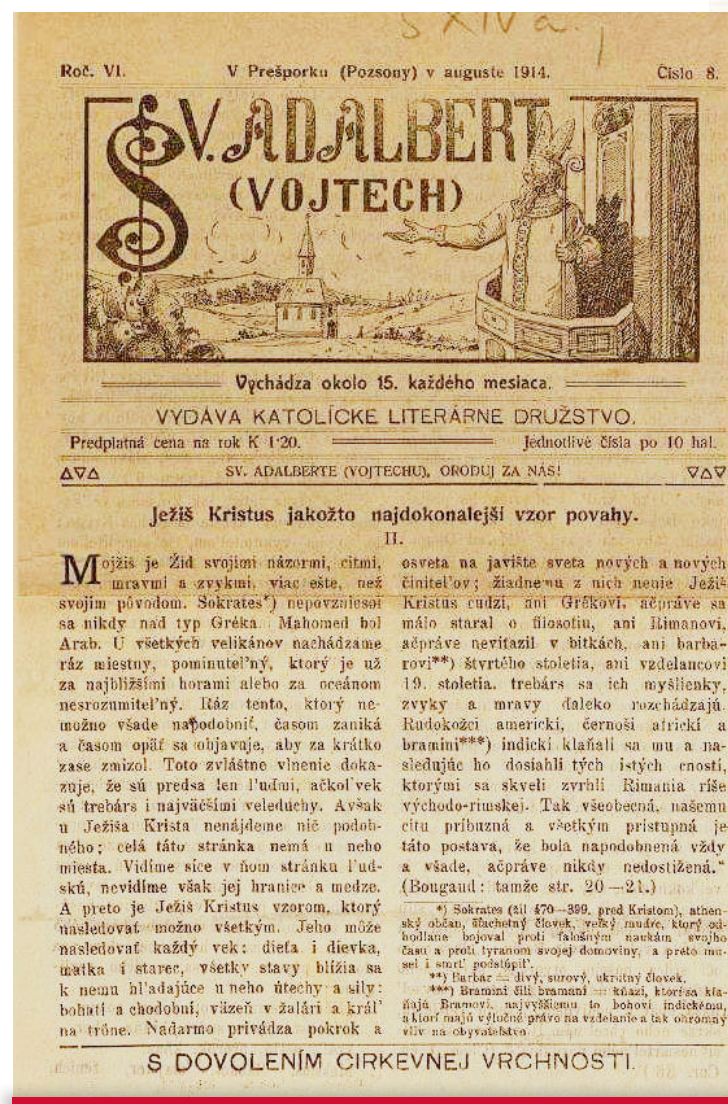 S XIV a. j
Roč. VI.
V Prešporku (Pozsony) v auguste 1914.
Číslo 8.
SV. ADALBERT
(VOJTECH)
Vychádza okolo 15. každého mesiaca.
VYDÁVA KATOLÍCKE LITERÁRNE DRUŽSTVO.
Predplatná cena na rok K 1·20.
Jednotlivé čísla po 10 hal.
SV. ADALBERTE (VOJTECHU), ORODUJ ZA NÁS!
Ježiš Kristus jakožto najdokonalejší vzor povahy.
II.
Mojžiš je Žid svojimi názormi, citmi,
mravmi a zvykmi, viac ešte, než
svojím pôvodom. Sokrates*) nepovzniesol
sa nikdy nad typ Gréka. Mahomed bol
Arab. U všetkých velikánov nachádzame
ráz miestny, pominuteľný, ktorý je už
za najbližšími horami alebo za oceánom
nesrozumiteľný. Ráz tento, ktorý ne-
možno všade napodobniť, časom zaniká
a časom opäť sa objavuje, aby za krátko
zase zmizol. Toto zvláštne vlnenie doka-
zuje, že sú predsa len ľudmi, ačkoľvek
sú trebárs i najväčšími veleduchy. Avšak
u Ježiša Krista nenájdeme nič podob-
ného; celá táto stránka nemá u neho
miesta. Vidíme síce v ňom stránku ľud-
skú, nevidíme však jej hranice a medze.
A preto je Ježiš Kristus vzorom, ktorý
následovať možno všetkým. Jeho môže
nasledovať každý vek: dieťa i dievka,
matka i starec, všetky stavy blížia sa
k nemu hľadajúce u neho útechy a sily:
bohatí a chodobní, väzeň v žalári a kráľ
na tróne. Nadarmo privádza pokrok a
osveta na javište sveta nových a nových
činiteľov; žiadnemu z nich nenie Ježiš
Kristus cudzí, ani Grékovi, ačpráve sa
málo staral o filosofiu, ani Rimanovi,
ačpráve nevíťazil v bitkách, ani barba-
rovi**) štvrtého stoletia, ani vzdelancovi
19. stoletia, trebárs sa ich myšlienky,
zvyky a mravy ďaleko rozchádzajú.
Rudokožci americkí, černoši africkí a
bramíni***) indickí klaňali sa mu a na-
sledujúc ho dosiahli tých istých cností,
ktorými sa skveli zvrhlí Rimania ríše
východo-rimskej. Tak všeobecná, našemu
citu príbuzná a všetkým prístupná je
táto postava, že bola napodobnená vždy
a všade, ačpráve nikdy nedostižená."
(Bougaud: tamže str. 20—21.)
*) Sokrates (žil 470—399. pred Kristom), athen-
ský občan, šľachetný človek, veľký mudrc, ktorý od-
hodlane bojoval proti falošným naukám svojho
času a proti tyranom svojej domoviny, a preto mu-
sel i smrť podstúpiť.
**) Barbar = divý, surový, ukrutný človek.
***) Bramíni čili bramani = kňazi, ktorí sa kla-
ňajú Bramovi, najvyššiemu to bohovi indickému,
a ktorí majú výlučné právo na vzdelanie a tak ohromný
vliv na obyvateľstvo.
S DOVOLENÍM CIRKEVNEJ VRCHNOSTI.